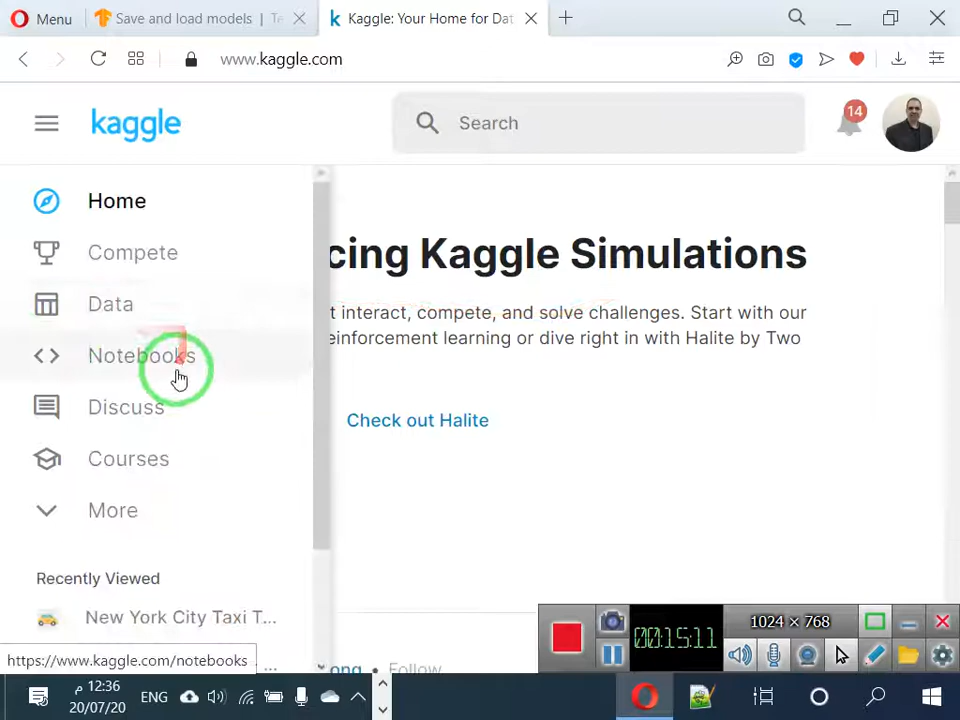 Menu
Save and load models | Te
Kaggle: Your Home for Dat
www.kaggle.com
kaggle
Search
14
Home
Compete
Data
Notebooks
Discuss
Courses
More
Recently Viewed
New York City Taxi T...
...
cing Kaggle Simulations
t interact, compete, and solve challenges. Start with our
einforcement learning or dive right in with Halite by Two
Check out Halite
ong • Follow
https://www.kaggle.com/notebooks
00:15:11
1024 × 768
12:36 م
20/07/20
ENG